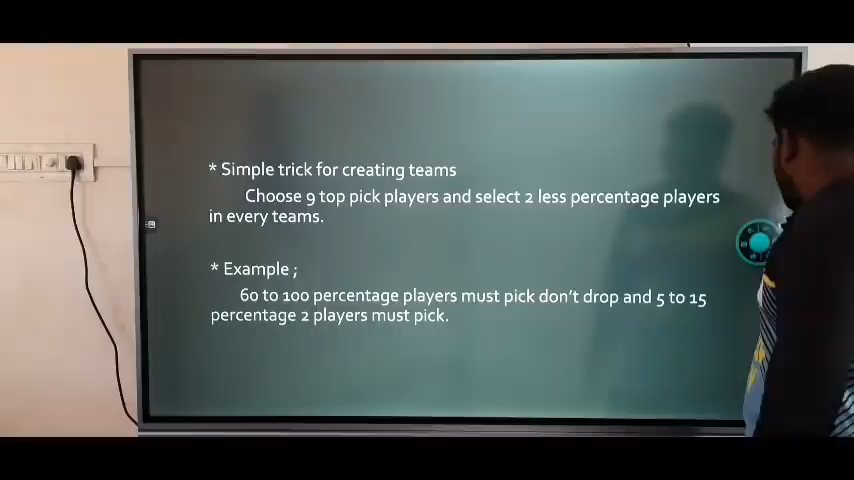 * Simple trick for creating teams
Choose 9 top pick players and select 2 less percentage players
in every teams.
* Example ;
60 to 100 percentage players must pick don't drop and 5 to 15
percentage 2 players must pick.